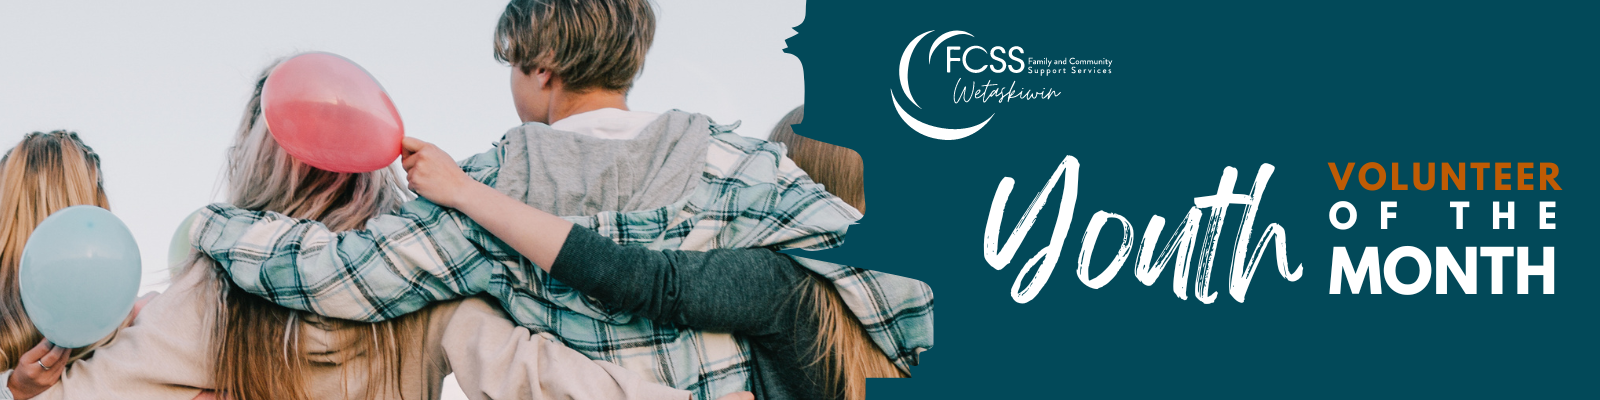 FCSS Family and Community
Support Services
Wetaskiwin
Youth
VOLUNTEER
OF THE
MONTH